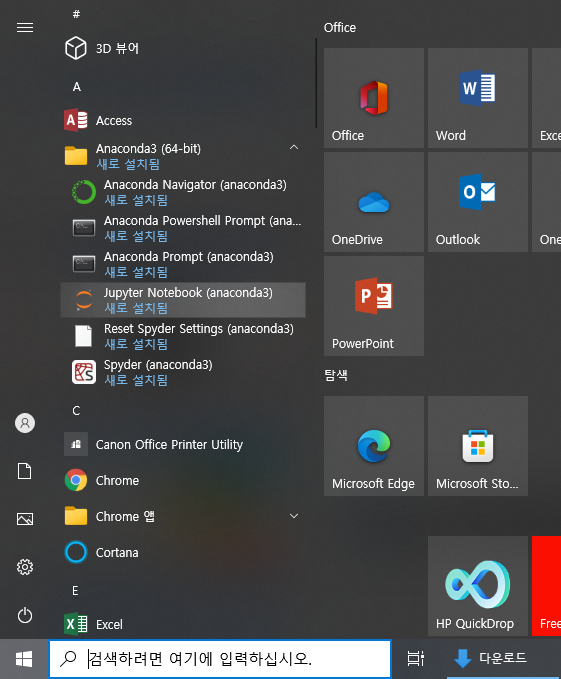 #
3D 뷰어
A
Access
Anaconda3 (64-bit)
새로 설치됨
Anaconda Navigator (anaconda3)
새로 설치됨
Anaconda Powershell Prompt (ana...
새로 설치됨
Anaconda Prompt (anaconda3)
새로 설치됨
Jupyter Notebook (anaconda3)
새로 설치됨
Reset Spyder Settings (anaconda3)
새로 설치됨
Spyder (anaconda3)
새로 설치됨
C
Canon Office Printer Utility
Chrome
Chrome 앱
Cortana
E
Excel
Office
Office
Word
Exce
OneDrive
Outlook
One
PowerPoint
탐색
Microsoft Edge
Microsoft Sto...
HP QuickDrop
Free
검색하려면 여기에 입력하십시오.
다운로드